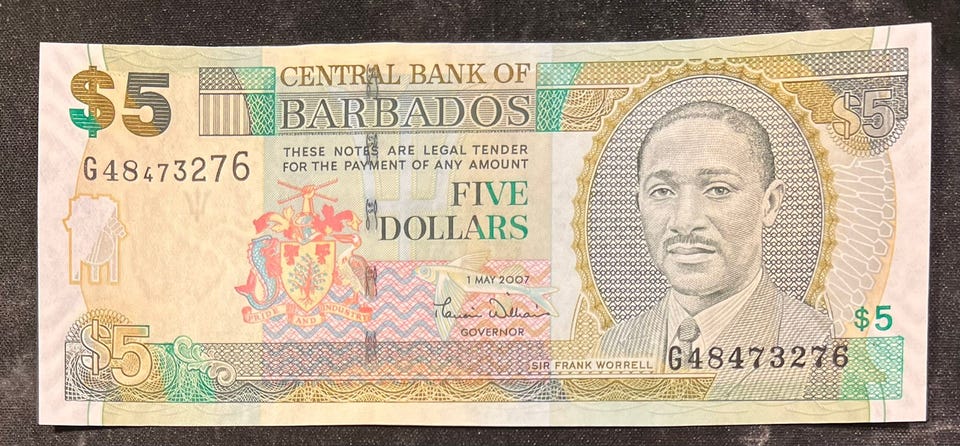 $5
CENTRAL BANK OF
BARBADOS
$5
THESE NOTES ARE LEGAL TENDER
FOR THE PAYMENT OF ANY AMOUNT
G48473276
FIVE
DOLLARS
1 MAY 2007
PRIDE AND INDUSTRY
GOVERNOR
$5
$5
SIR FRANK WORRELL
G48473276